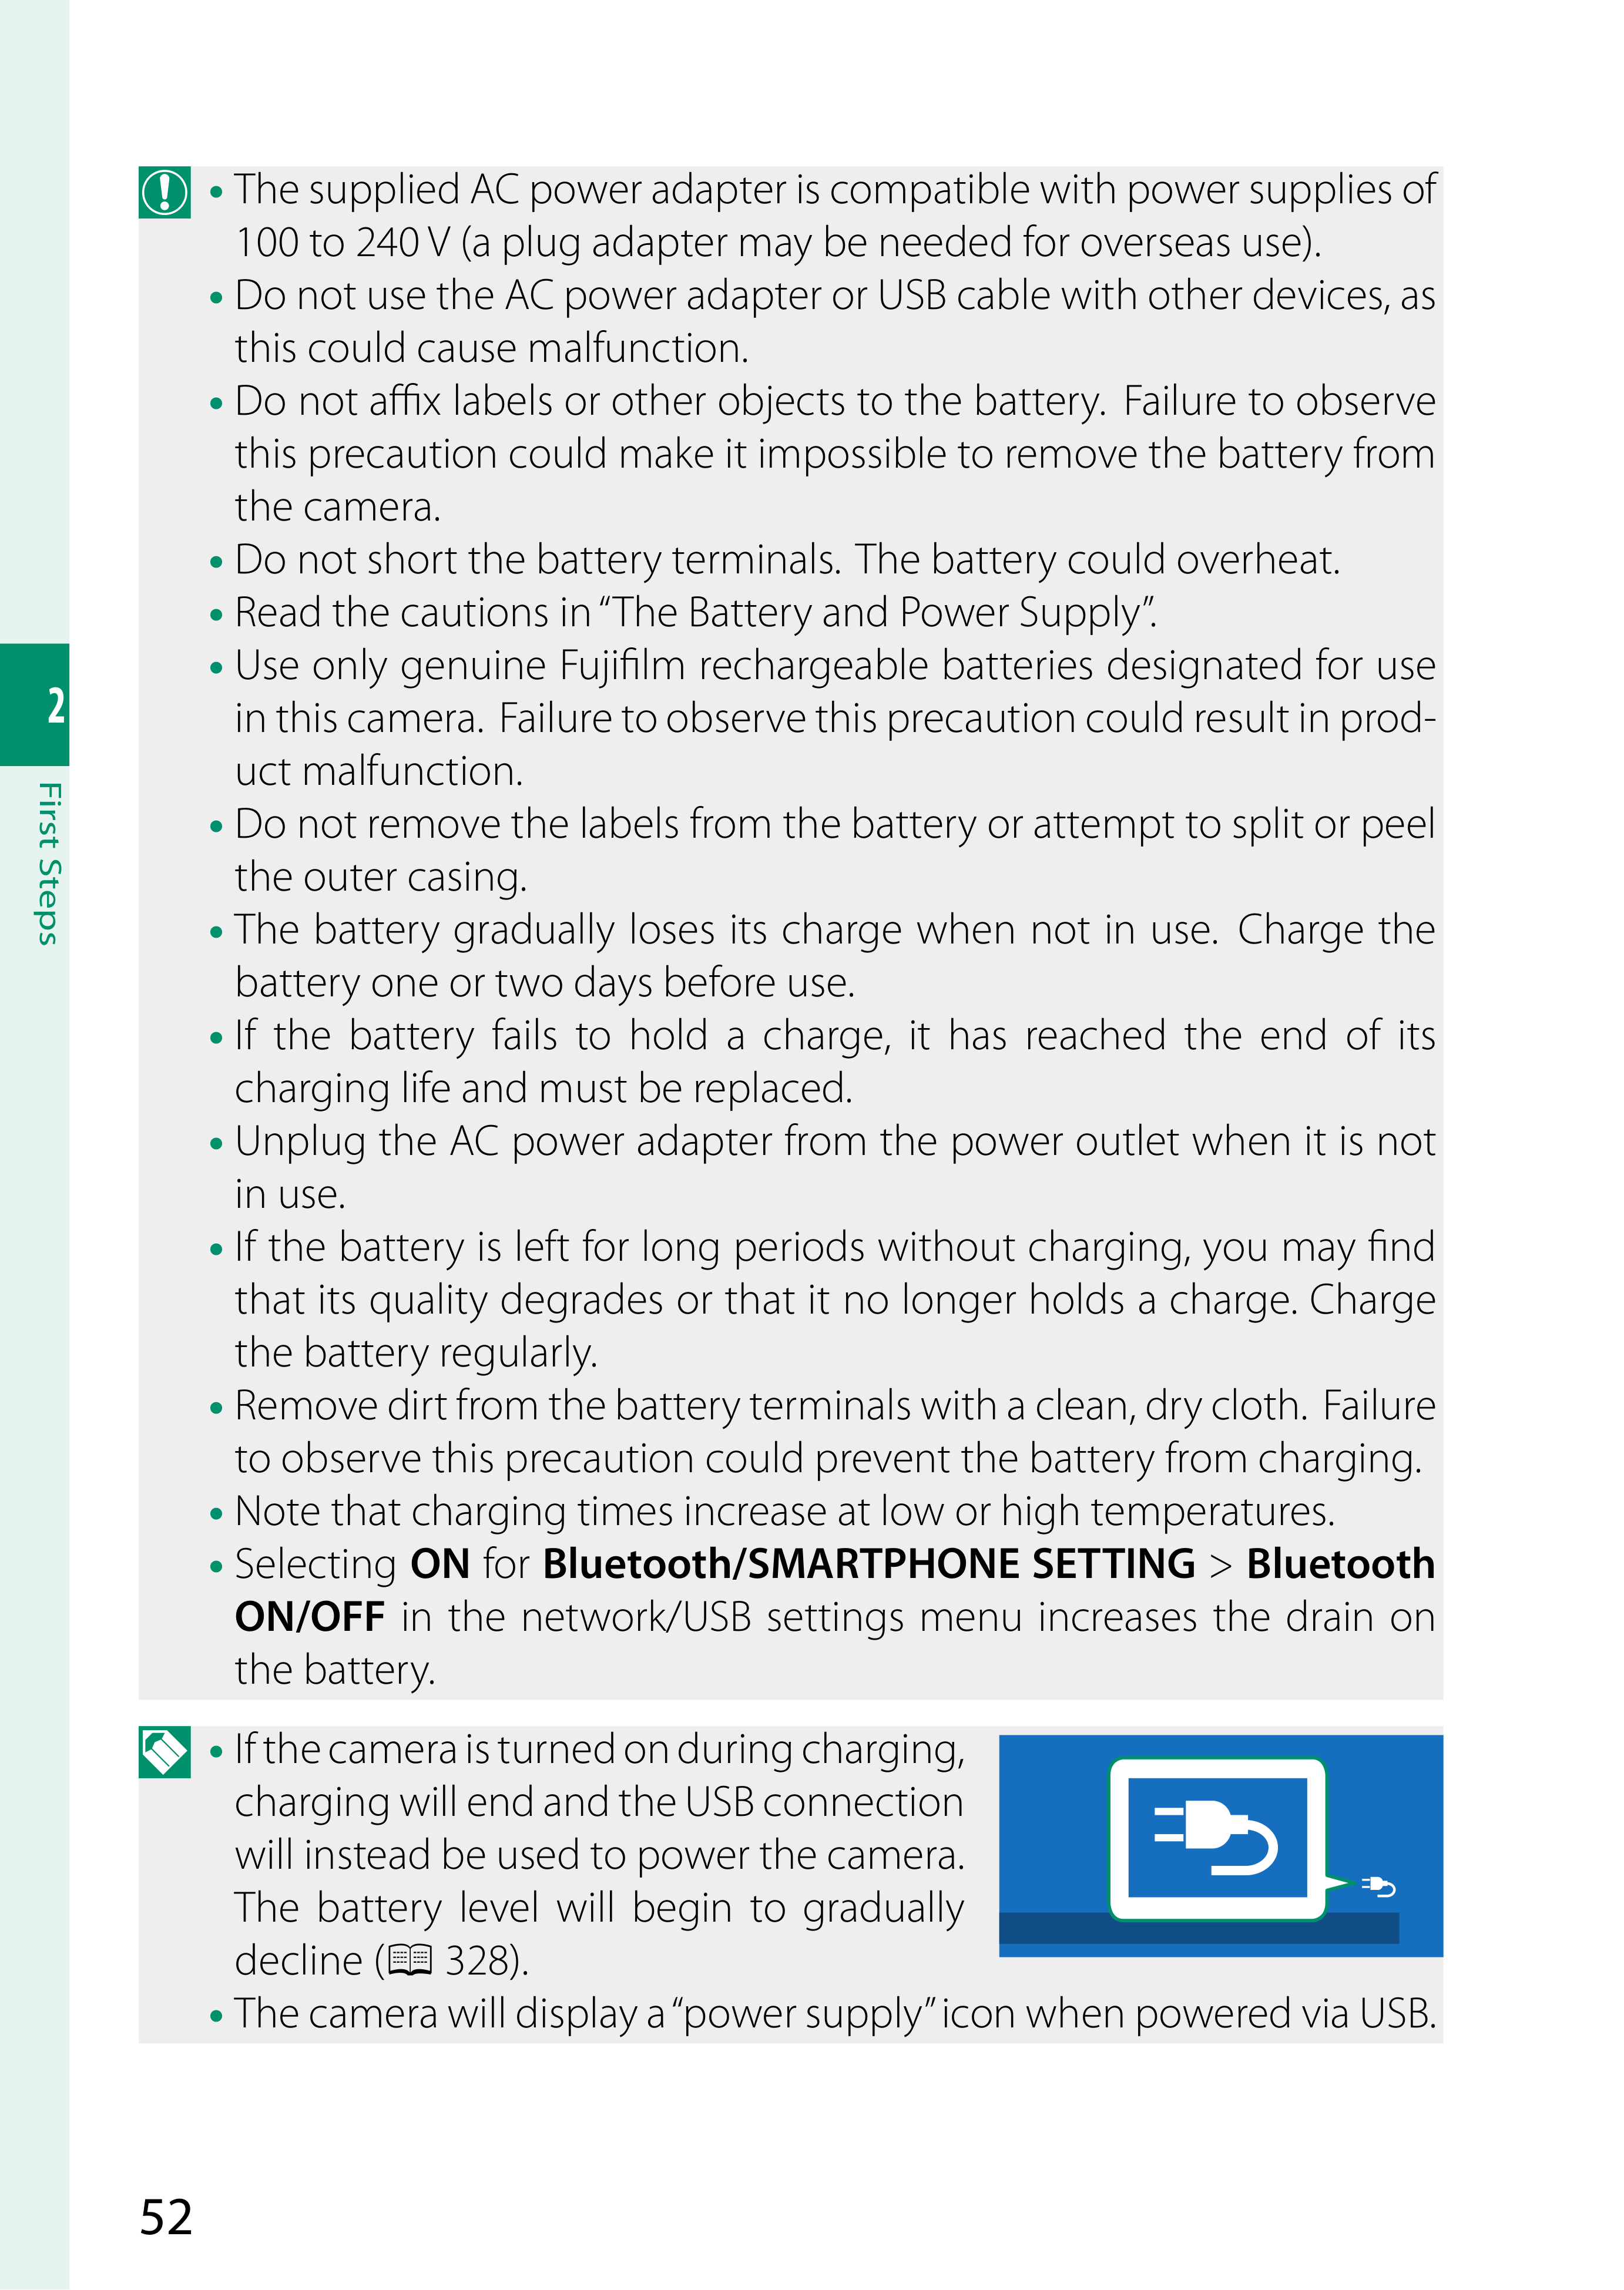 • The supplied AC power adapter is compatible with power supplies of
100 to 240 V (a plug adapter may be needed for overseas use).
• Do not use the AC power adapter or USB cable with other devices, as
this could cause malfunction.
• Do not affix labels or other objects to the battery. Failure to observe
this precaution could make it impossible to remove the battery from
the camera.
• Do not short the battery terminals. The battery could overheat.
• Read the cautions in “The Battery and Power Supply”.
• Use only genuine Fujifilm rechargeable batteries designated for use
in this camera. Failure to observe this precaution could result in prod-
uct malfunction.
• Do not remove the labels from the battery or attempt to split or peel
the outer casing.
• The battery gradually loses its charge when not in use. Charge the
battery one or two days before use.
• If the battery fails to hold a charge, it has reached the end of its
charging life and must be replaced.
• Unplug the AC power adapter from the power outlet when it is not
in use.
• If the battery is left for long periods without charging, you may find
that its quality degrades or that it no longer holds a charge. Charge
the battery regularly.
• Remove dirt from the battery terminals with a clean, dry cloth. Failure
to observe this precaution could prevent the battery from charging.
• Note that charging times increase at low or high temperatures.
• Selecting ON for Bluetooth/SMARTPHONE SETTING > Bluetooth
ON/OFF in the network/USB settings menu increases the drain on
the battery.
• If the camera is turned on during charging,
charging will end and the USB connection
will instead be used to power the camera.
The battery level will begin to gradually
decline (📖 328).
• The camera will display a “power supply” icon when powered via USB.
2
First Steps
52